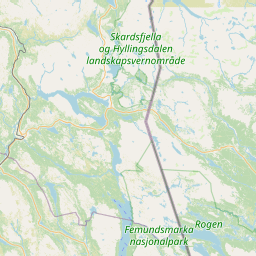 Skardsfjella
og Hyllingsdalen
landskapsvernområde
Rogen
Femundsmarka
nasjonalpark